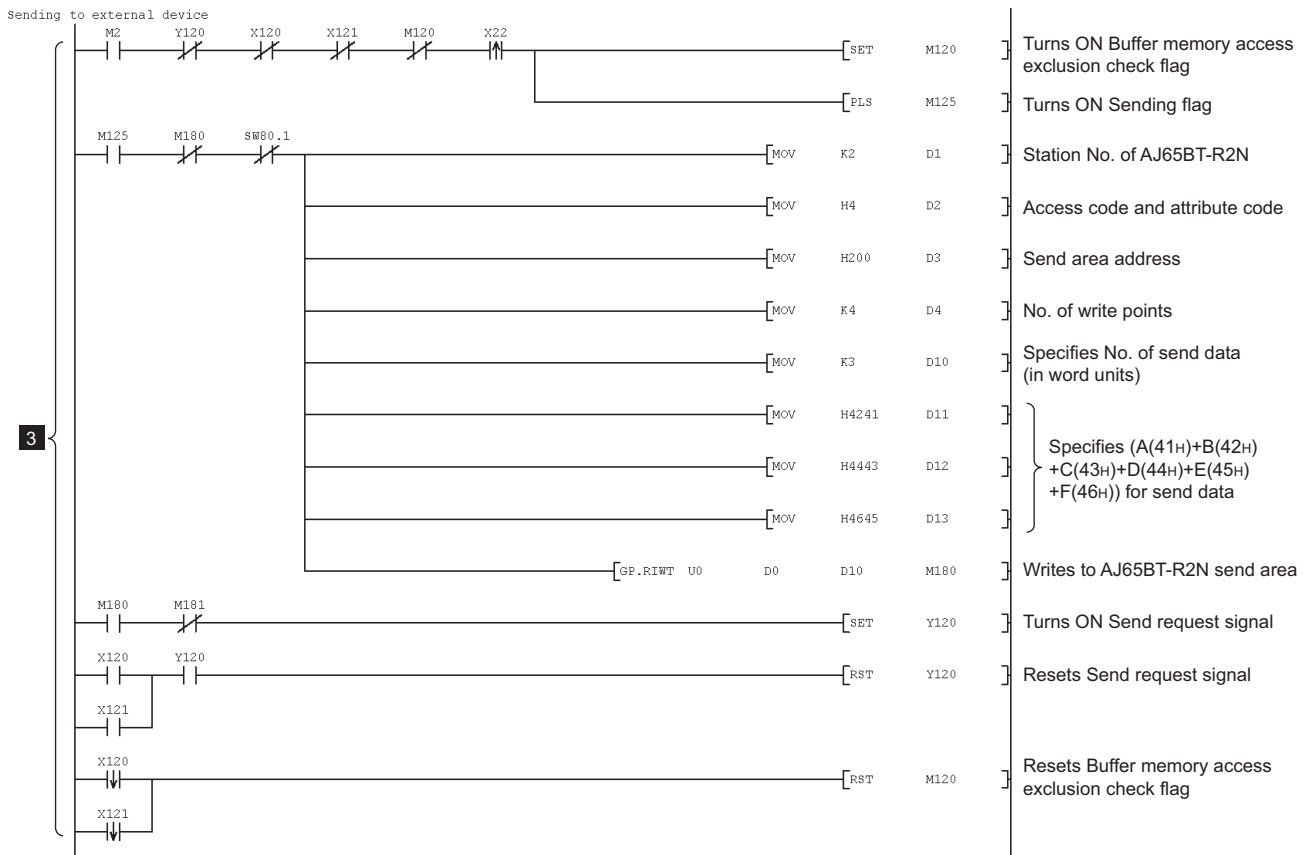 Sending to external device
M2 Y120 X120 X121 M120 X22
SET M120
Turns ON Buffer memory access
exclusion check flag
PLS M125
Turns ON Sending flag
M125 M180 SW80.1
MOV K2 D1
Station No. of AJ65BT-R2N
MOV H4 D2
Access code and attribute code
MOV H200 D3
Send area address
MOV K4 D4
No. of write points
MOV K3 D10
Specifies No. of send data
(in word units)
MOV H4241 D11
3
MOV H4443 D12
MOV H4645 D13
Specifies (A(41H)+B(42H)
+C(43H)+D(44H)+E(45H)
+F(46H)) for send data
GP.RIWT U0 D0 D10 M180
Writes to AJ65BT-R2N send area
M180 M181
SET Y120
Turns ON Send request signal
X120 Y120
RST Y120
Resets Send request signal
X121
X120
RST M120
Resets Buffer memory access
exclusion check flag
X121